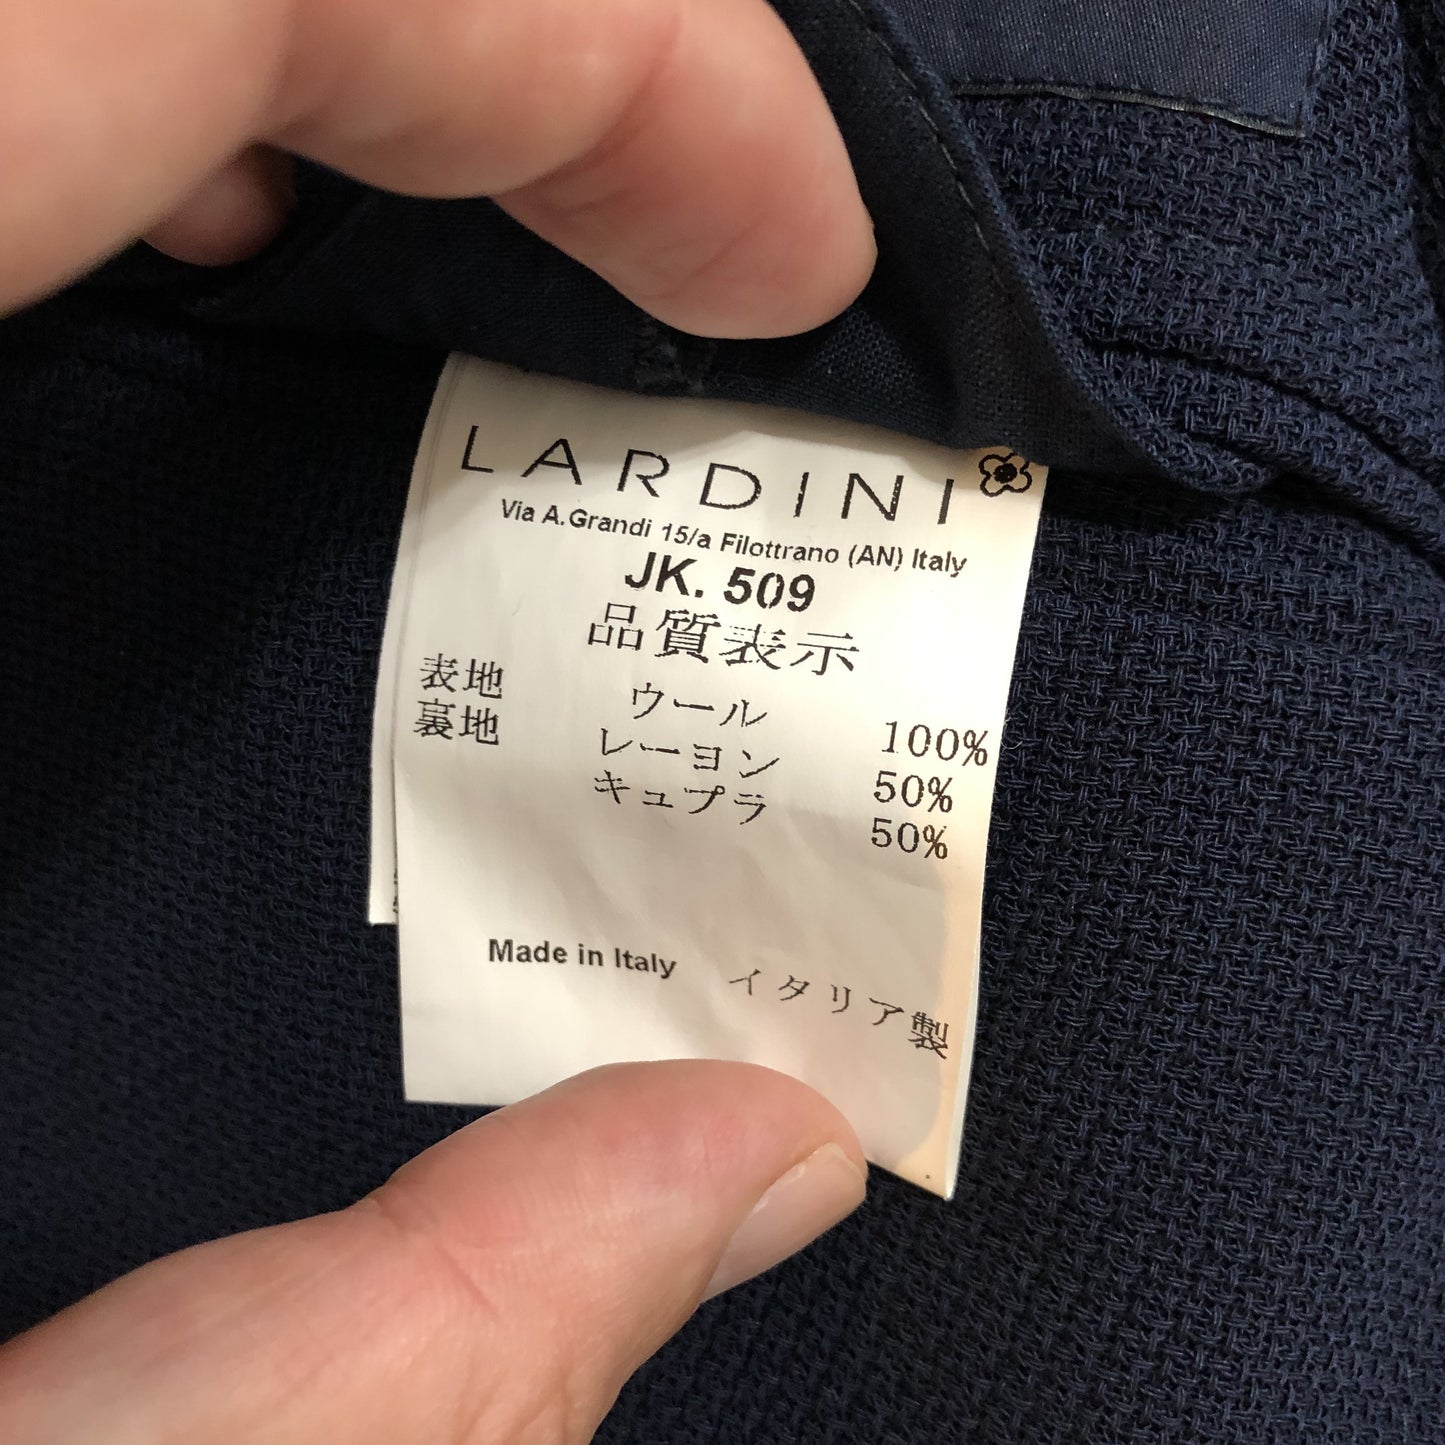 LARDINI
Via A.Grandi 15/a Filottrano (AN) Italy
JK. 509
品質表示
表地 ウール 100%
裏地 レーヨン 50%
キュプラ 50%
Made in Italy イタリア製